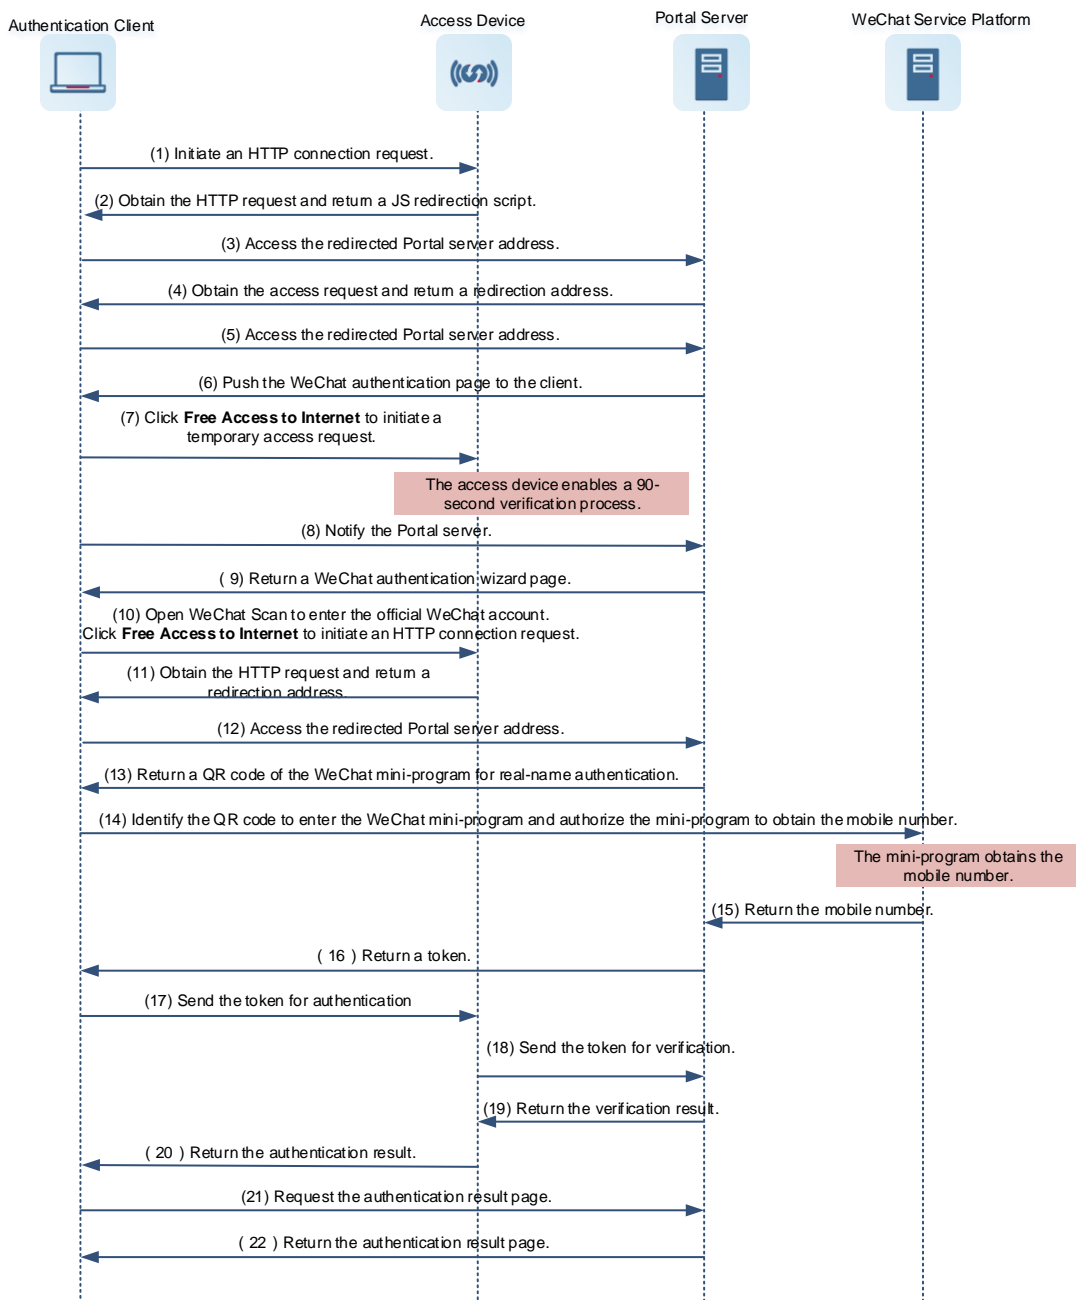 Authentication Client
Access Device
Portal Server
WeChat Service Platform
(1) Initiate an HTTP connection request.
(2) Obtain the HTTP request and return a JS redirection script.
(3) Access the redirected Portal server address.
(4) Obtain the access request and return a redirection address.
(5) Access the redirected Portal server address.
(6) Push the WeChat authentication page to the client.
(7) Click Free Access to Internet to initiate a
temporary access request.
The access device enables a 90-
second verification process.
(8) Notify the Portal server.
( 9) Return a WeChat authentication wizard page.
(10) Open WeChat Scan to enter the official WeChat account.
Click Free Access to Internet to initiate an HTTP connection request.
(11) Obtain the HTTP request and return a
redirection address.
(12) Access the redirected Portal server address.
(13) Return a QR code of the WeChat mini-program for real-name authentication.
(14) Identify the QR code to enter the WeChat mini-program and authorize the mini-program to obtain the mobile number.
The mini-program obtains the
mobile number.
(15) Return the mobile number.
( 16 ) Return a token.
(17) Send the token for authentication
(18) Send the token for verification.
(19) Return the verification result.
( 20 ) Return the authentication result.
(21) Request the authentication result page.
( 22 ) Return the authentication result page.